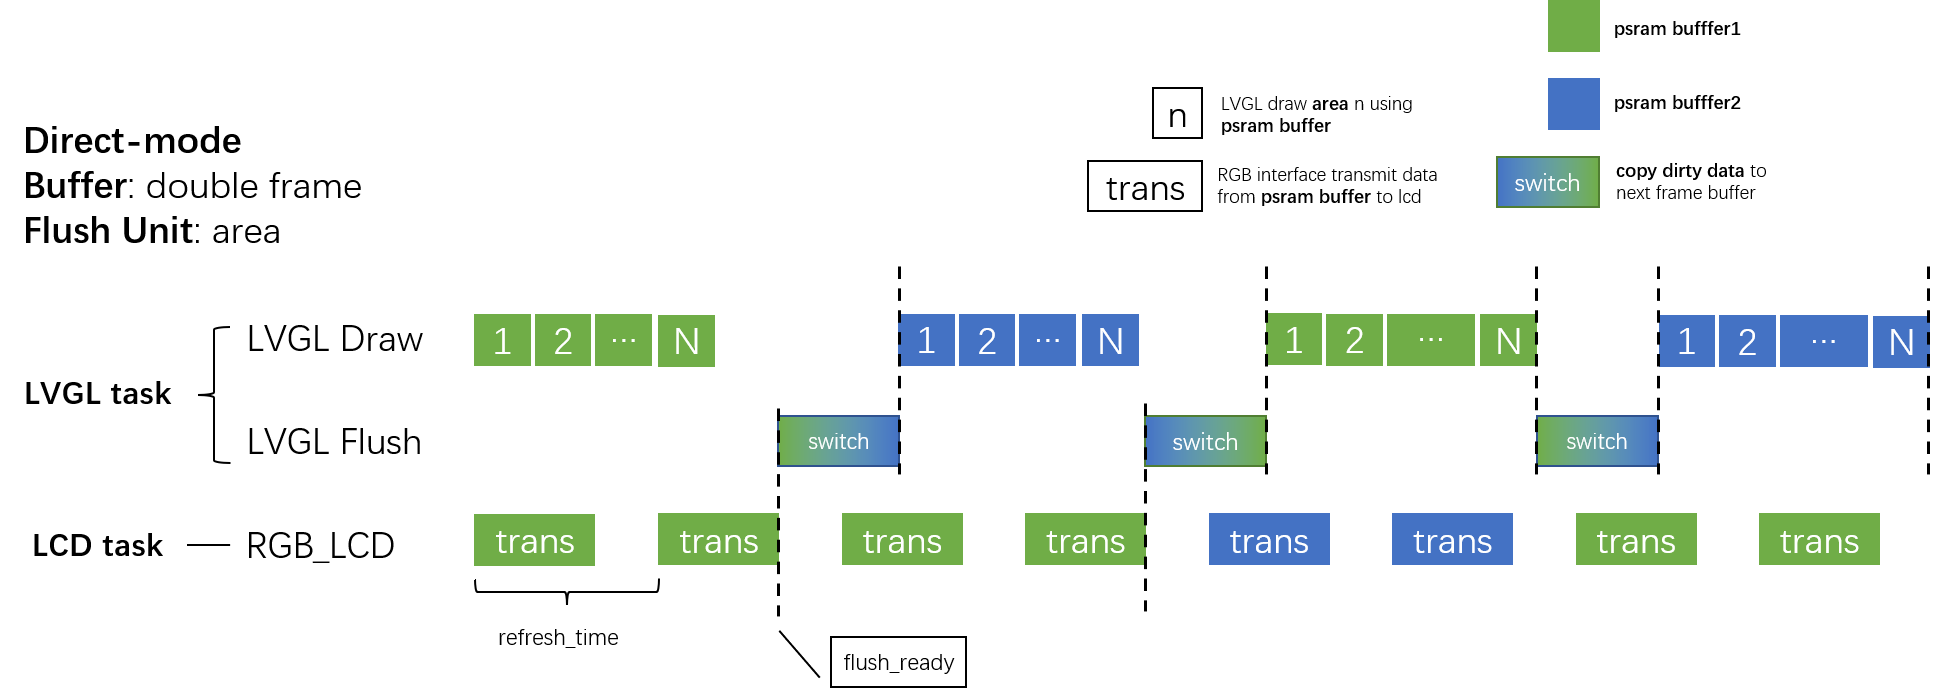 psram bufffer1
n
LVGL draw area n using
psram buffer
psram bufffer2
Direct-mode
Buffer: double frame
Flush Unit: area
trans
RGB interface transmit data
from psram buffer to lcd
switch
copy dirty data to
next frame buffer
LVGL task
LVGL Draw
1 2 ... N
1 2 ... N
1 2 ... N
1 2 ... N
LVGL Flush
switch
switch
switch
LCD task
RGB_LCD
trans
trans
trans
trans
trans
trans
trans
trans
refresh_time
flush_ready